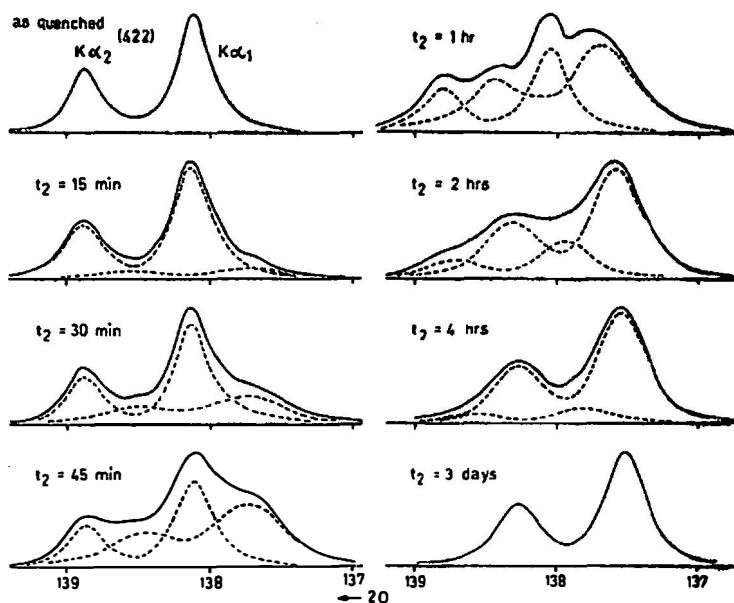 as quenched
(422)
Kα₂
Kα₁
t₂ = 15 min
t₂ = 30 min
t₂ = 45 min
139 138 137
t₂ = 1 hr
t₂ = 2 hrs
t₂ = 4 hrs
t₂ = 3 days
139 138 137
← 2θ